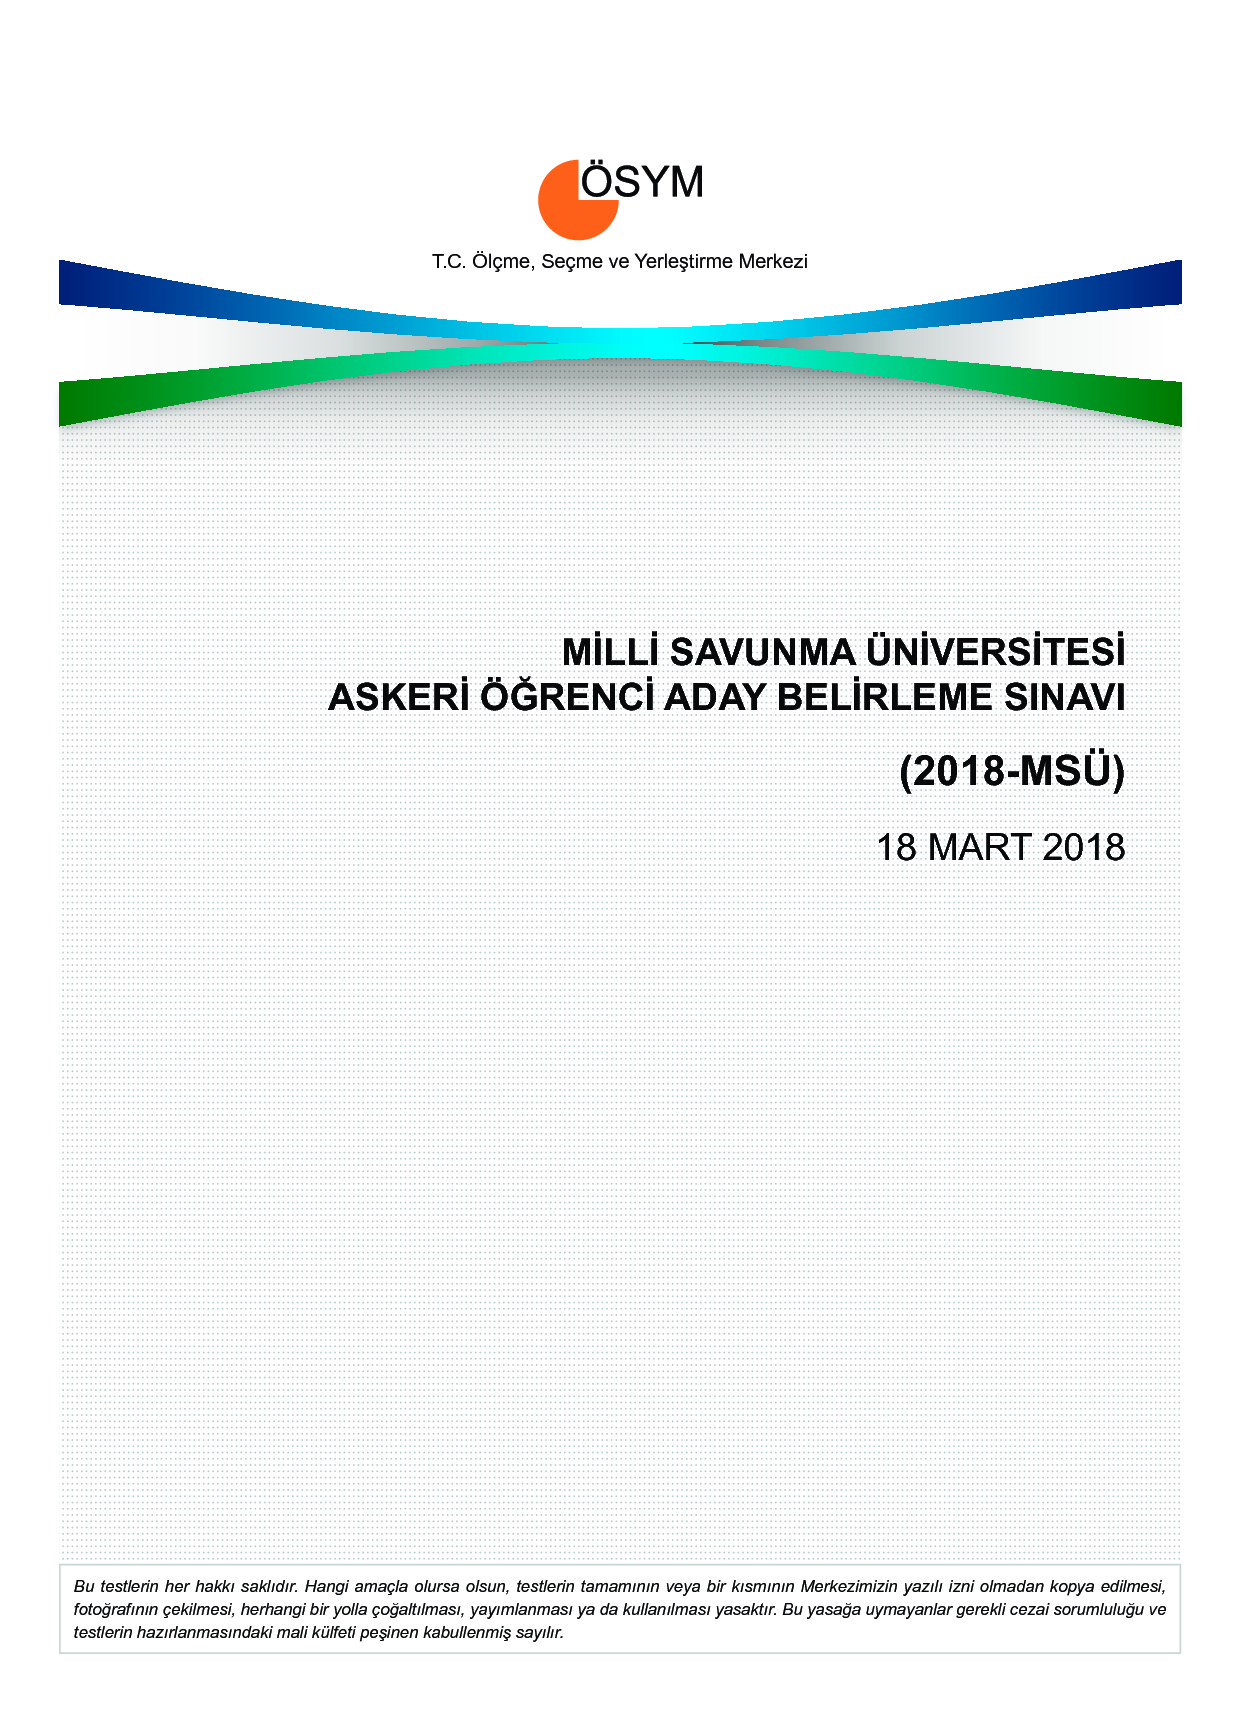 ÖSYM
T.C. Ölçme, Seçme ve Yerleştirme Merkezi
MİLLİ SAVUNMA ÜNİVERSİTESİ
ASKERİ ÖĞRENCİ ADAY BELİRLEME SINAVI
(2018-MSÜ)
18 MART 2018
Bu testlerin her hakkı saklıdır. Hangi amaçla olursa olsun, testlerin tamamının veya bir kısmının Merkezimizin yazılı izni olmadan kopya edilmesi,
fotoğrafının çekilmesi, herhangi bir yolla çoğaltılması, yayımlanması ya da kullanılması yasaktır. Bu yasağa uymayanlar gerekli cezai sorumluluğu ve
testlerin hazırlanmasındaki mali külfeti peşinen kabullenmiş sayılır.